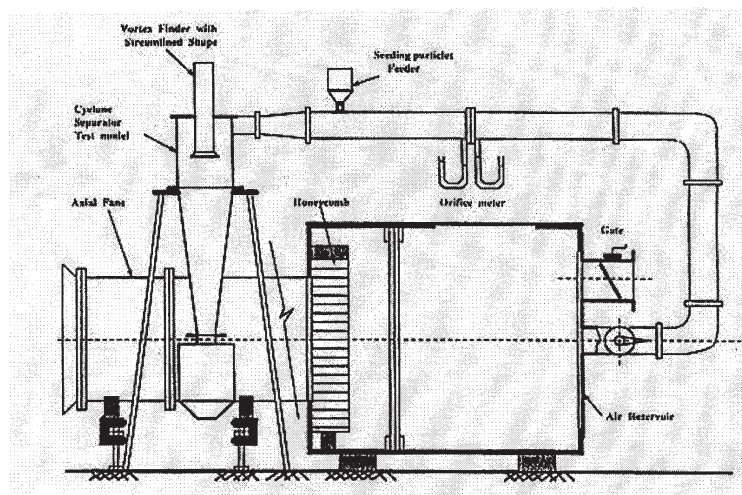 Vortex Finder with
Streamlined Shape
Seeding particles
Feeder
Cyclone
Separator
Test model
Axial Fans
Honeycomb
Orifice meter
Gate
Air Reservoir